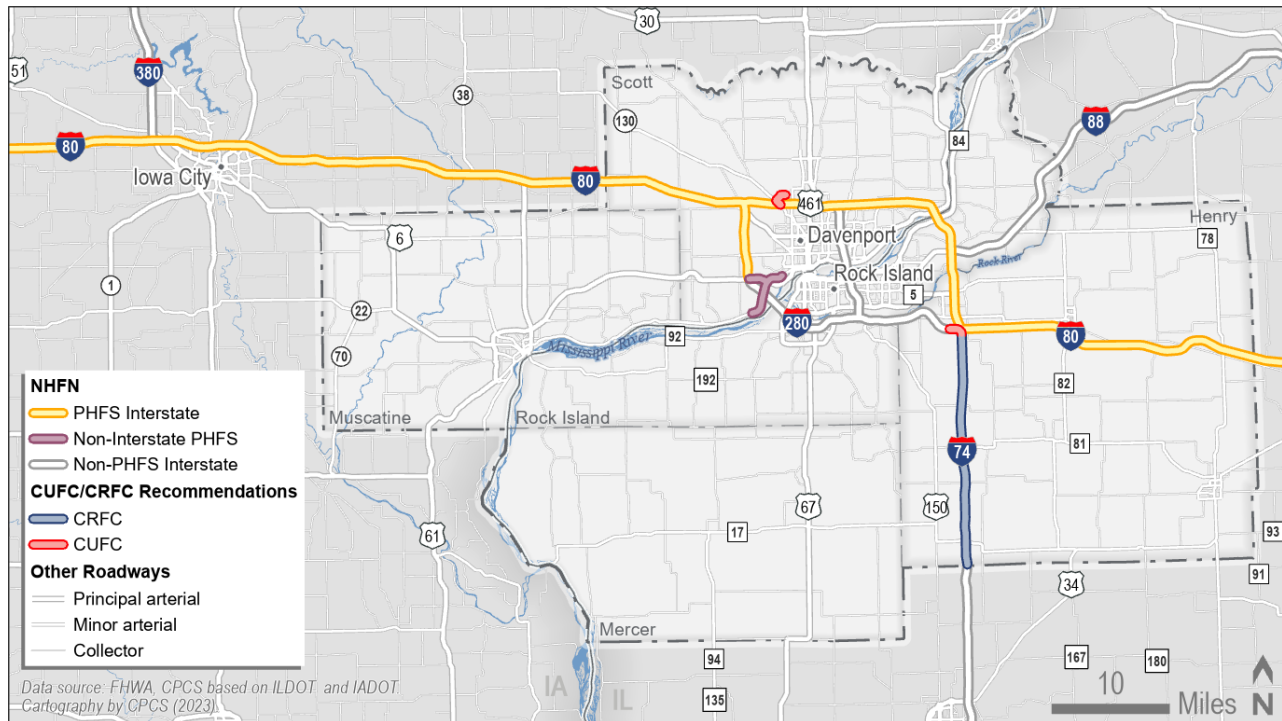 30
51
380
Scott
38
88
130
80
84
Iowa City
80
461
Henry
6
Davenport
78
Rock River
1
Rock Island
5
22
280
80
92
Mississippi River
70
192
82
NHFN
PHFS Interstate
Muscatine
Rock Island
Non-Interstate PHFS
81
74
Non-PHFS Interstate
CUFC/CRFC Recommendations
67
150
CRFC
61
17
93
CUFC
91
Other Roadways
34
Principal arterial
Minor arterial
Mercer
Collector
94
167
180
Data source: FHWA, CPCS based on ILDOT and IADOT
IA
IL
135
10
Cartography by CPCS (2023)
Miles
N